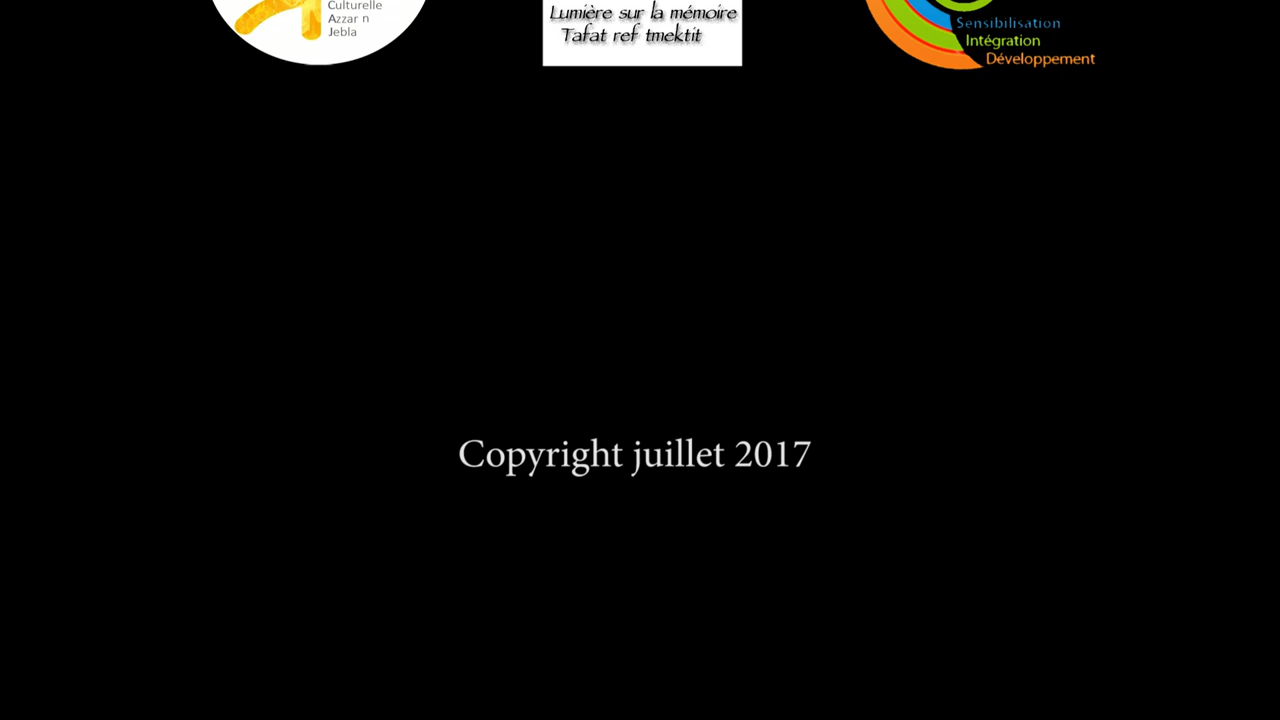 Culturelle
Azzar n
Jebla
Lumière sur la mémoire
Tafat ref tmektit
Sensibilisation
Intégration
Développement
Copyright juillet 2017